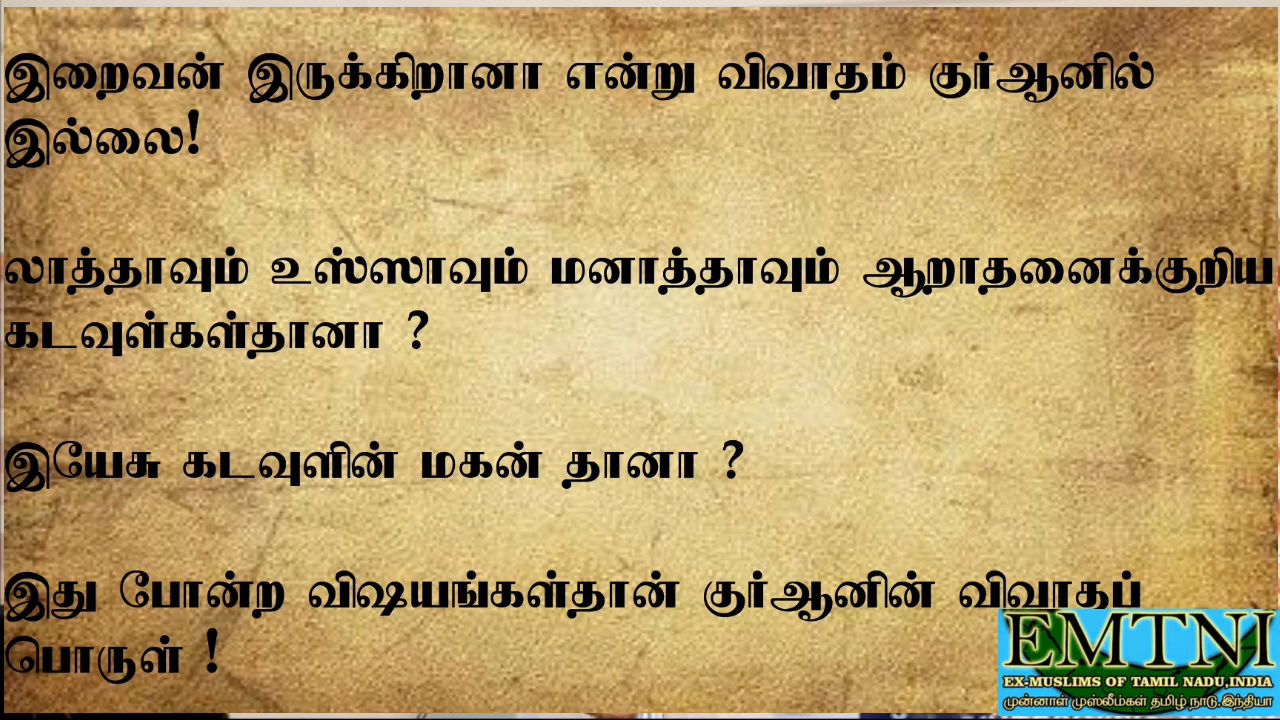 இறைவன் இருக்கிறானா என்று விவாதம் குர்ஆனில்
இல்லை!
லாத்தாவும் உஸ்ஸாவும் மனாத்தாவும் ஆறாதனைக்குறிய
கடவுள்கள்தானா ?
இயேசு கடவுளின் மகன் தானா ?
இது போன்ற விஷயங்கள்தான் குர்ஆனின் விவாதப்
பொருள் !
EMTNI
EX-MUSLIMS OF TAMIL NADU,INDIA
முன்னாள் முஸ்லீம்கள் தமிழ் நாடு.இந்தியா